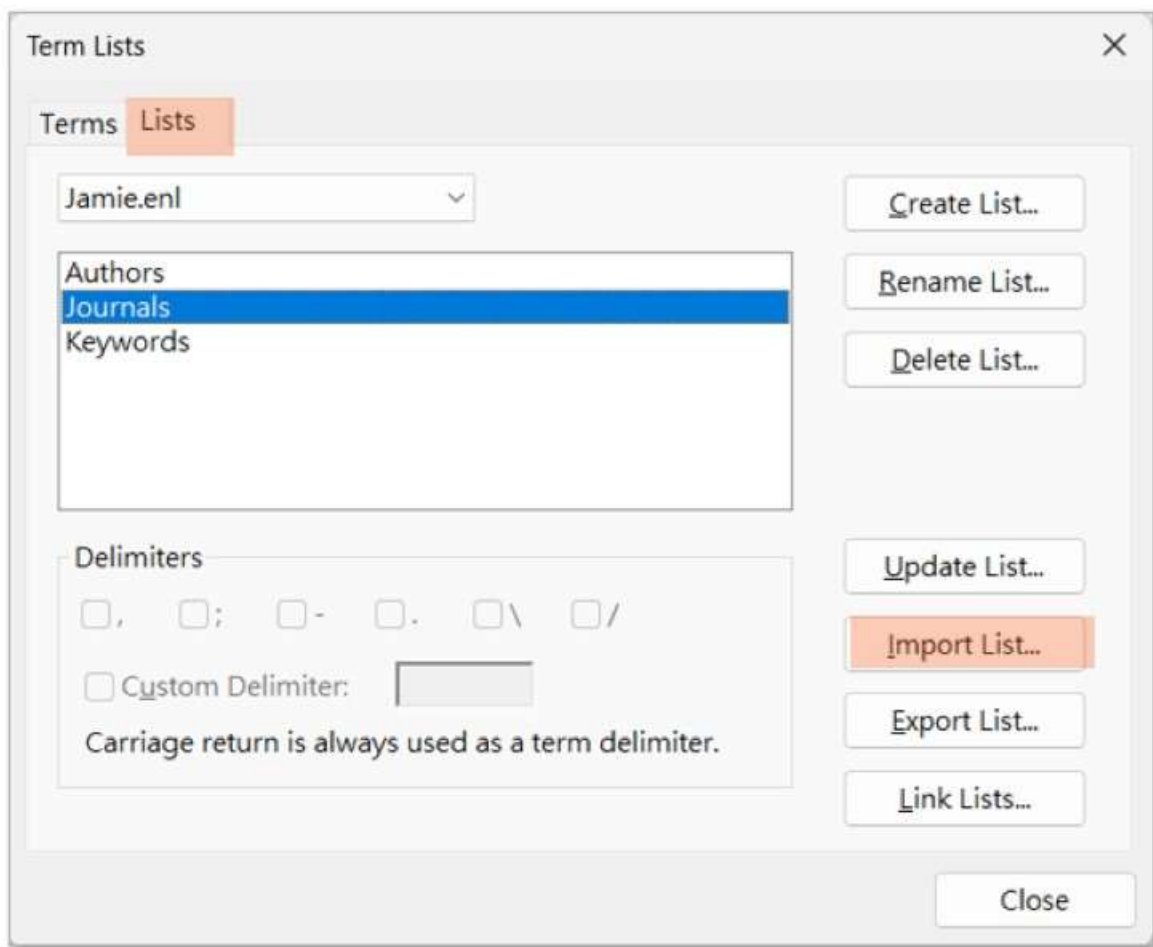 Term Lists
Terms Lists
Jamie.enl
Create List...
Authors
Journals
Keywords
Rename List...
Delete List...
Delimiters
, ; - . \ /
Custom Delimiter:
Carriage return is always used as a term delimiter.
Update List...
Import List...
Export List...
Link Lists...
Close